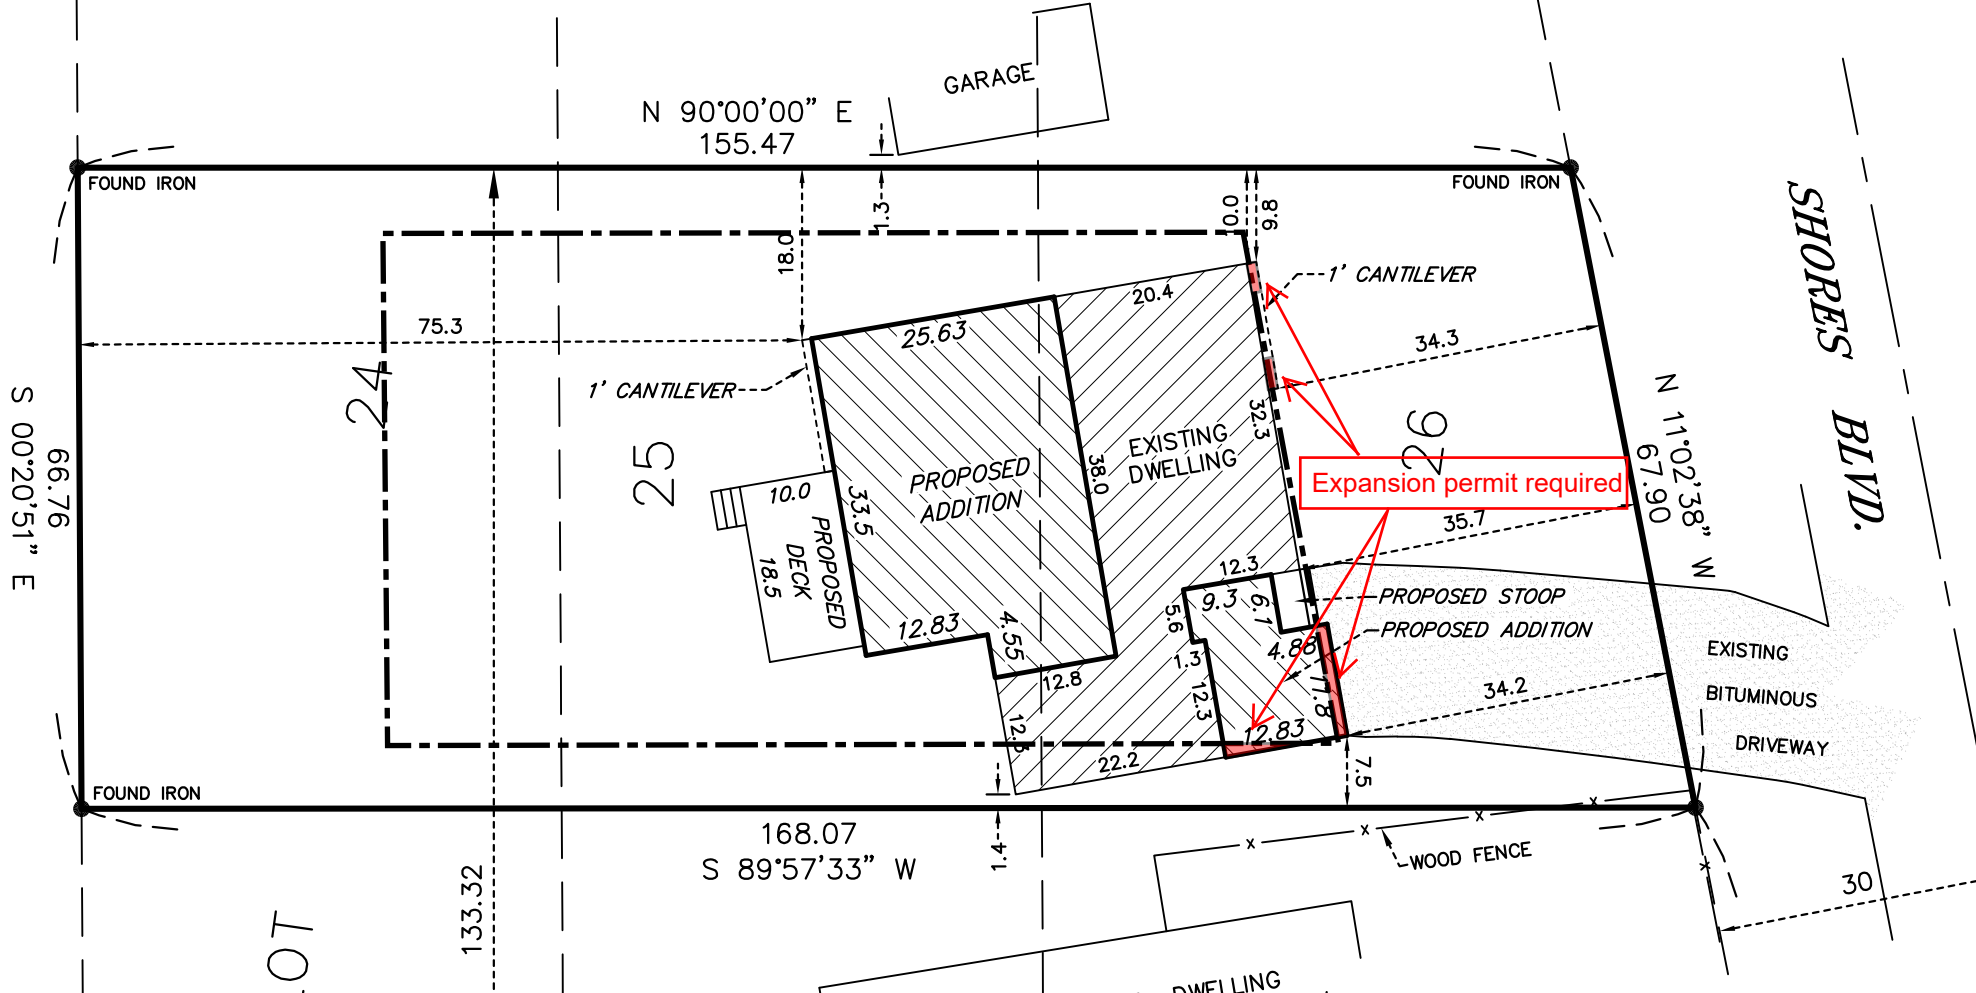 GARAGE
N 90°00'00" E
155.47
FOUND IRON
FOUND IRON
1.3
18.0
10.0
9.8
SHORES BLVD.
1' CANTILEVER
20.4
25.63
75.3
34.3
1' CANTILEVER
24
25
26
32.3
EXISTING
DWELLING
PROPOSED
ADDITION
38.0
33.5
Expansion permit required
N 11°02'38" W
67.90
S 00°20'51" E
66.76
10.0
PROPOSED
DECK
18.5
35.7
12.3
9.3
6.1
5.6
PROPOSED STOOP
PROPOSED ADDITION
12.83
4.55
4.88
1.3
12.8
12.3
17.8
34.2
EXISTING
BITUMINOUS
DRIVEWAY
12.3
12.83
22.2
7.5
FOUND IRON
168.07
S 89°57'33" W
1.4
x
x
x
x
x
WOOD FENCE
133.32
30
DWELLING